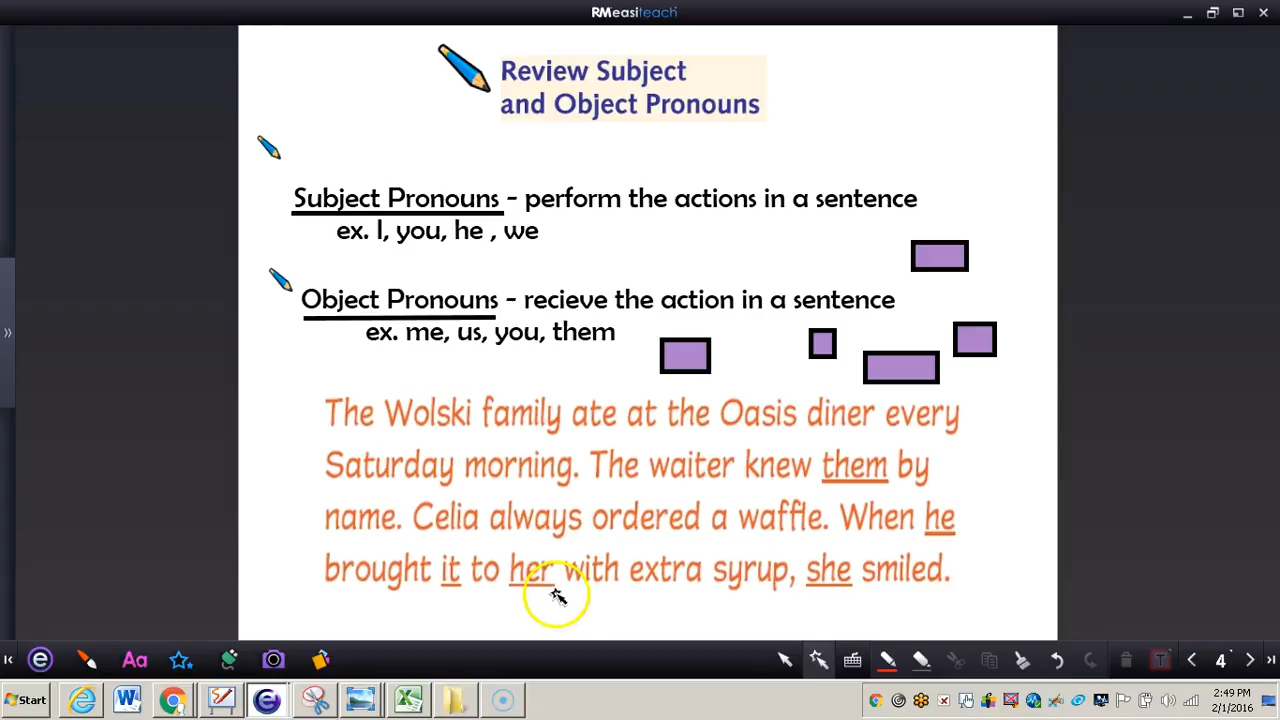 RMeasiteach
Review Subject
and Object Pronouns
Subject Pronouns - perform the actions in a sentence
ex. I, you, he , we
Object Pronouns - recieve the action in a sentence
ex. me, us, you, them
The Wolski family ate at the Oasis diner every
Saturday morning. The waiter knew them by
name. Celia always ordered a waffle. When he
brought it to her with extra syrup, she smiled.
Aa
4
Start
2:49 PM
2/1/2016